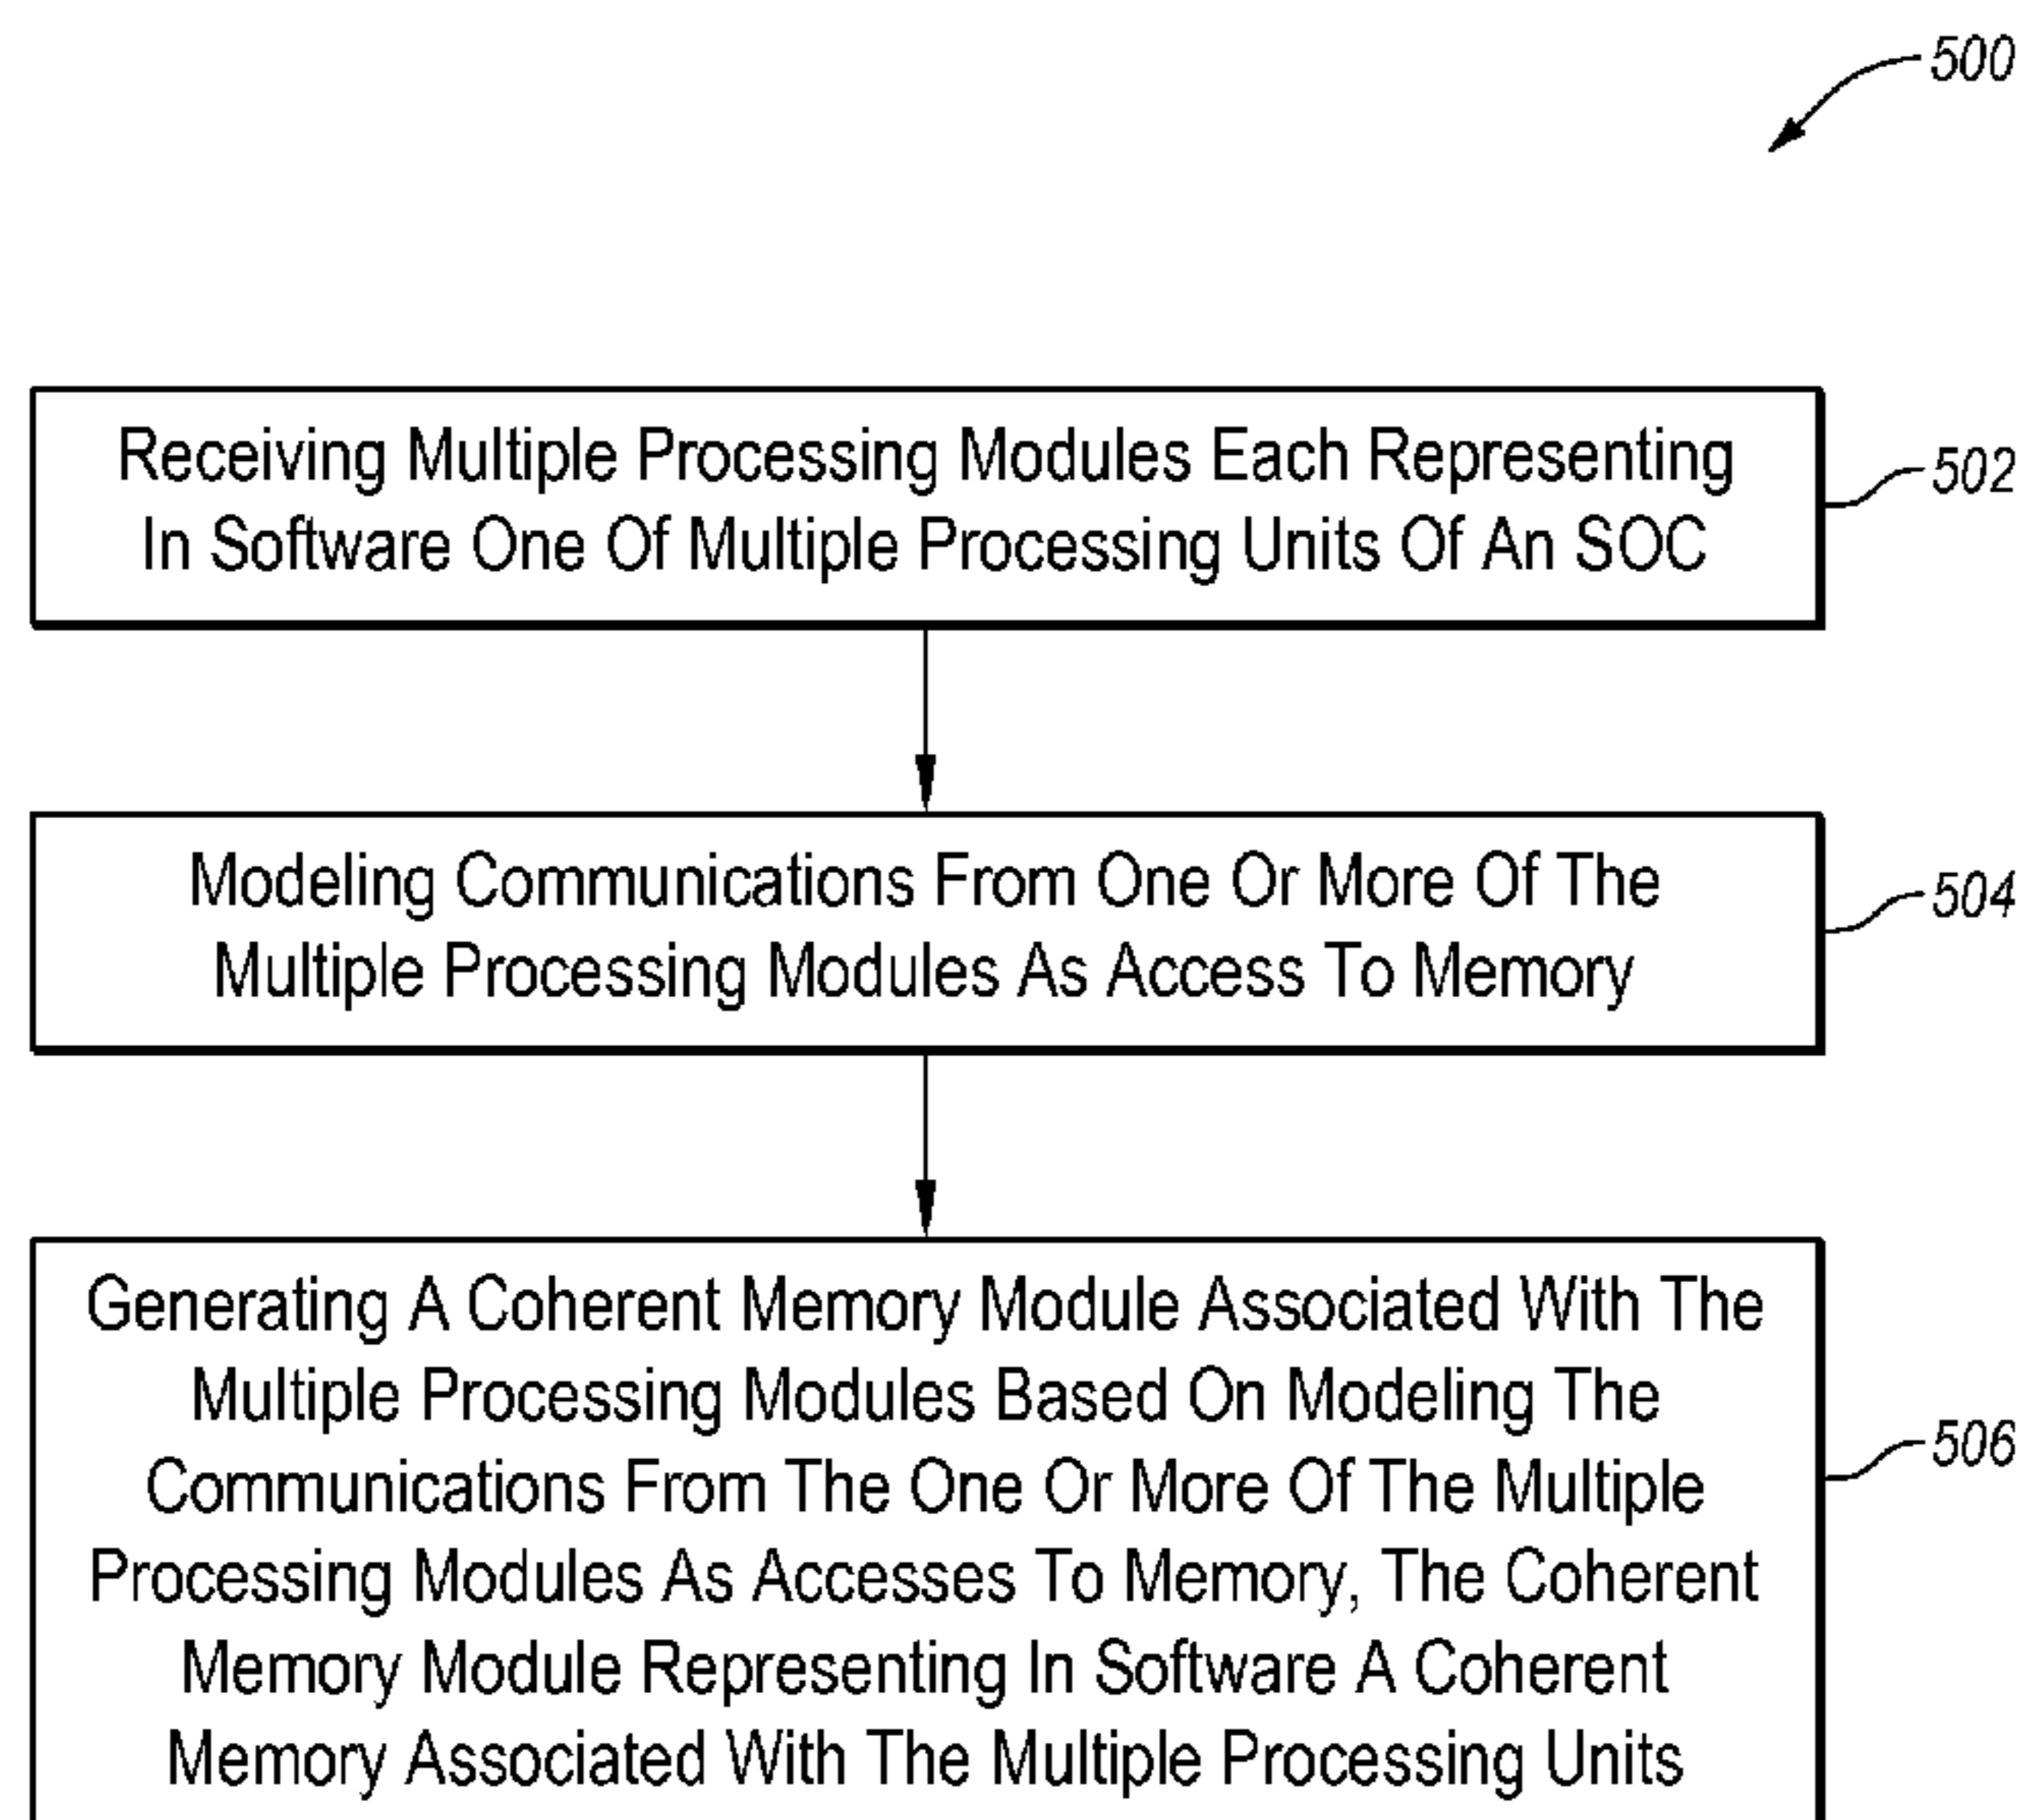 500
Receiving Multiple Processing Modules Each Representing
In Software One Of Multiple Processing Units Of An SOC
502
Modeling Communications From One Or More Of The
Multiple Processing Modules As Access To Memory
504
Generating A Coherent Memory Module Associated With The
Multiple Processing Modules Based On Modeling The
Communications From The One Or More Of The Multiple
Processing Modules As Accesses To Memory, The Coherent
Memory Module Representing In Software A Coherent
Memory Associated With The Multiple Processing Units
506